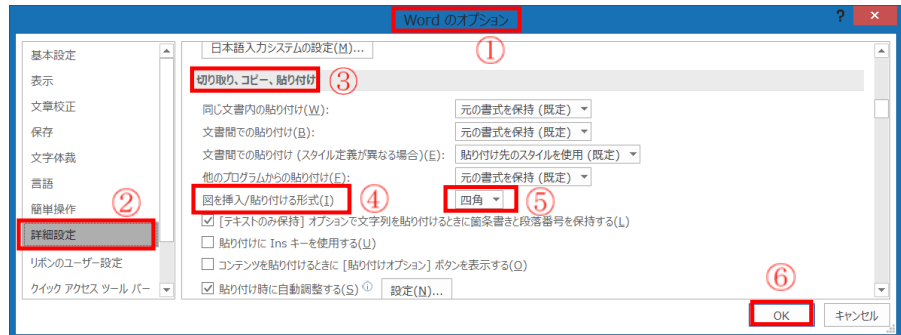 Word のオプション
? ×
①
基本設定
表示
文章校正
保存
文字体裁
言語
簡単操作
②
詳細設定
リボンのユーザー設定
クイック アクセス ツール バー
日本語入力システムの設定(M)...
切り取り、コピー、貼り付け
③
同じ文書内の貼り付け(W): 元の書式を保持 (既定)
文書間での貼り付け(B): 元の書式を保持 (既定)
文書間での貼り付け (スタイル定義が異なる場合)(E): 貼り付け先のスタイルを使用 (既定)
他のプログラムからの貼り付け(F): 元の書式を保持 (既定)
図を挿入/貼り付ける形式(I) ④ 四角 ⑤
[テキストのみ保持] オプションで文字列を貼り付けるときに箇条書きと段落番号を保持する(L)
貼り付けに Ins キーを使用する(U)
コンテンツを貼り付けるときに [貼り付けオプション] ボタンを表示する(O)
貼り付け時に自動調整する(S) 設定(N)...
⑥
OK キャンセル